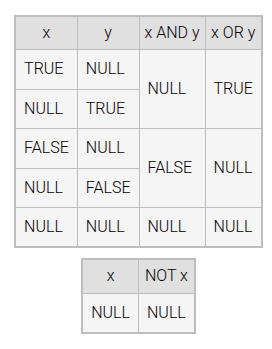 x y x AND y x OR y
TRUE NULL NULL TRUE
NULL TRUE
FALSE NULL FALSE NULL
NULL FALSE
NULL NULL NULL NULL
x NOT x
NULL NULL